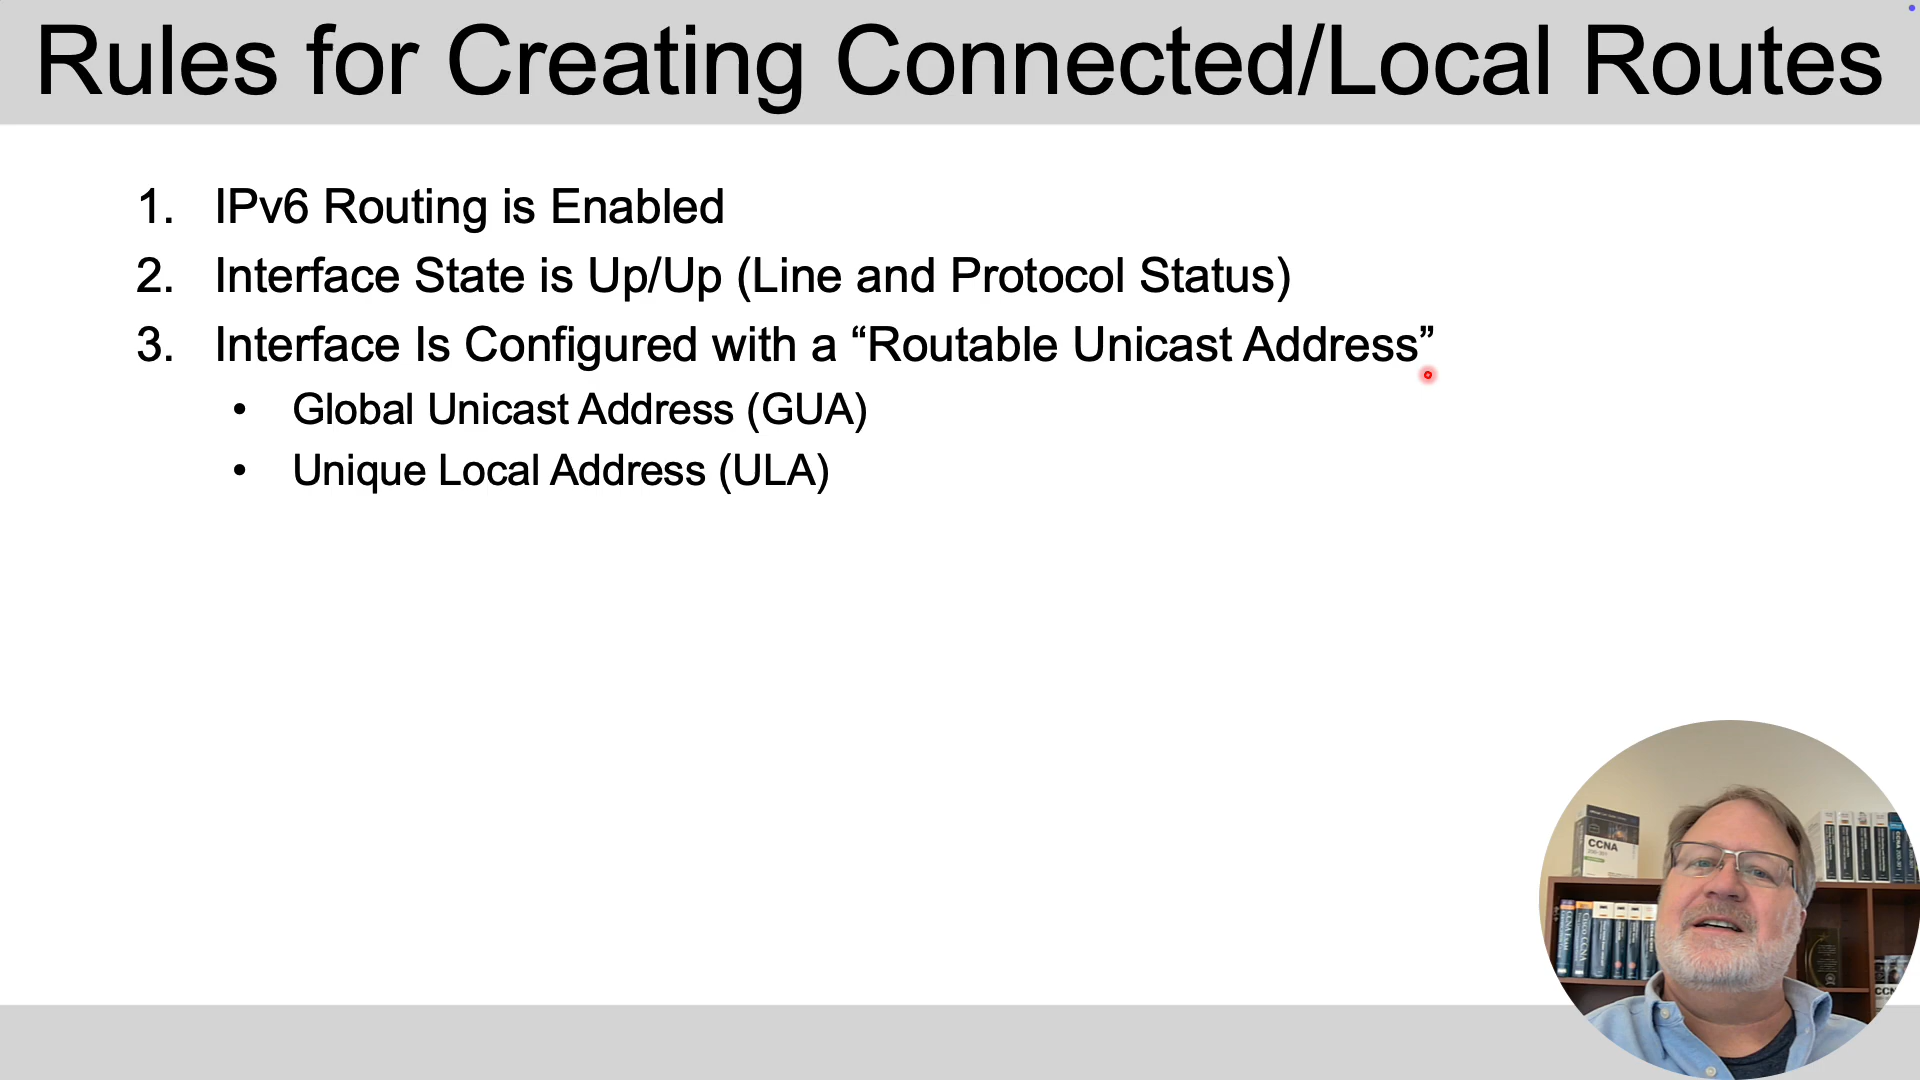 Rules for Creating Connected/Local Routes
1. IPv6 Routing is Enabled
2. Interface State is Up/Up (Line and Protocol Status)
3. Interface Is Configured with a “Routable Unicast Address”
• Global Unicast Address (GUA)
• Unique Local Address (ULA)
CCNA